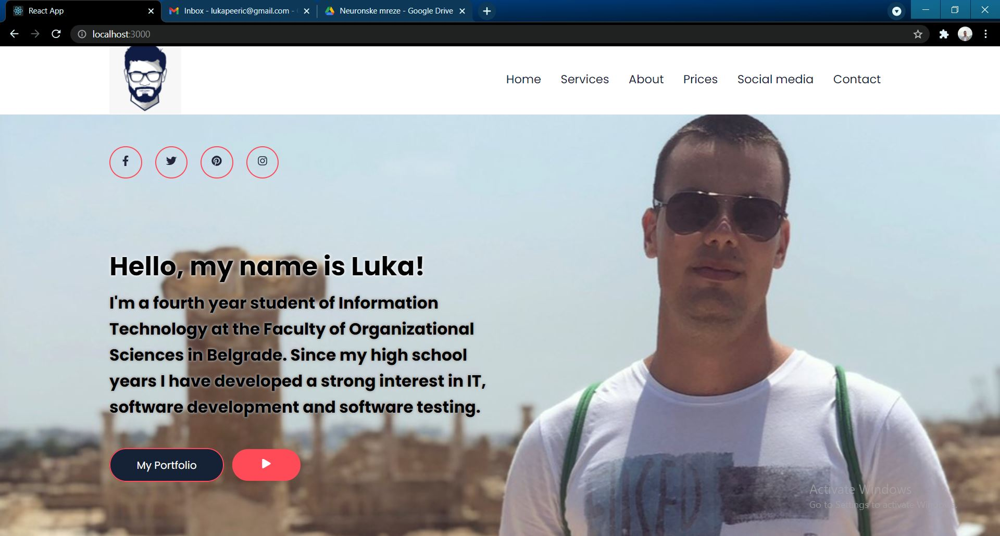 React App
Inbox - lukapeeric@gmail.com -
Neuronske mreze - Google Drive
localhost:3000
Home Services About Prices Social media Contact
Hello, my name is Luka!
I'm a fourth year student of Information
Technology at the Faculty of Organizational
Sciences in Belgrade. Since my high school
years I have developed a strong interest in IT,
software development and software testing.
My Portfolio
Activate Windows
Go to Settings to activate Windows.